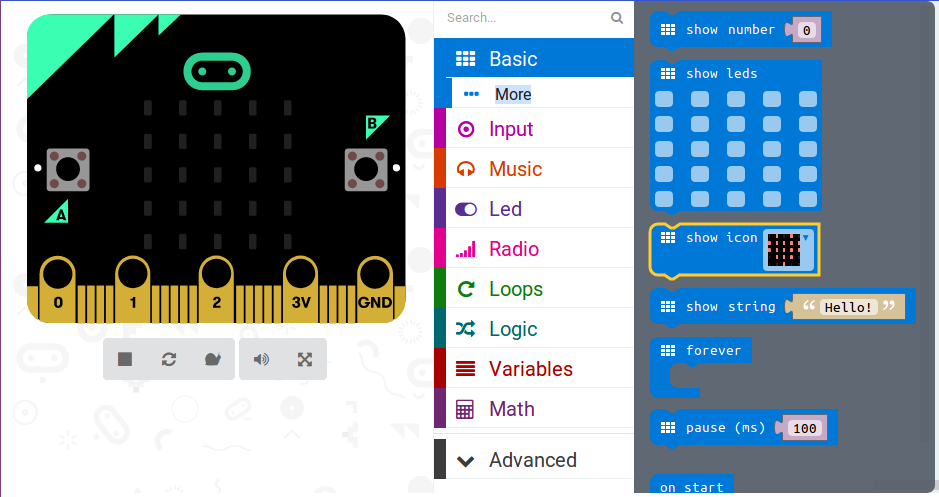 B
A
0 1 2 3V GND
Search...
Basic
More
Input
Music
Led
Radio
Loops
Logic
Variables
Math
Advanced
show number 0
show leds
show icon
show string “ Hello! ”
forever
pause (ms) 100
on start